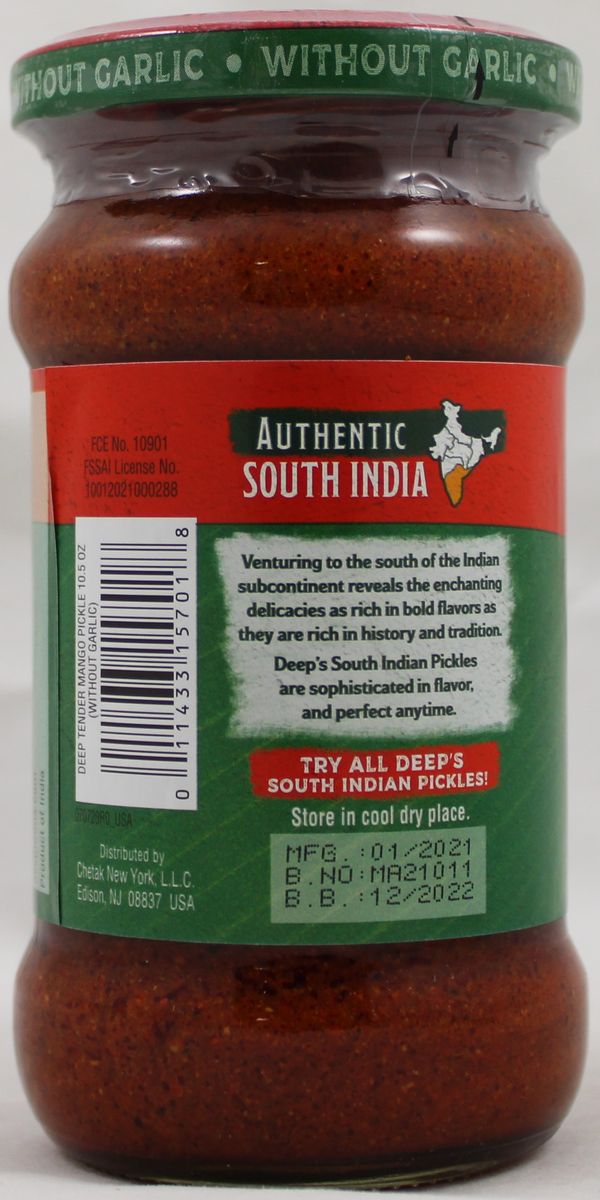 THOUT GARLIC • WITHOUT GARLIC • W
FCE No. 10901
FSSAI License No.
10012021000288
AUTHENTIC
SOUTH INDIA
DEEP TENDER MANGO PICKLE 10.5 OZ
(WITHOUT GARLIC)
0 11433 15701 8
Venturing to the south of the Indian
subcontinent reveals the enchanting
delicacies as rich in bold flavors as
they are rich in history and tradition.
Deep's South Indian Pickles
are sophisticated in flavor,
and perfect anytime.
TRY ALL DEEP'S
SOUTH INDIAN PICKLES!
Store in cool dry place.
MFG.:01/2021
B.NO:MA21011
B.B.:12/2022
Distributed by
Chetak New York, L.L.C.
Edison, NJ 08837 USA
Product of India